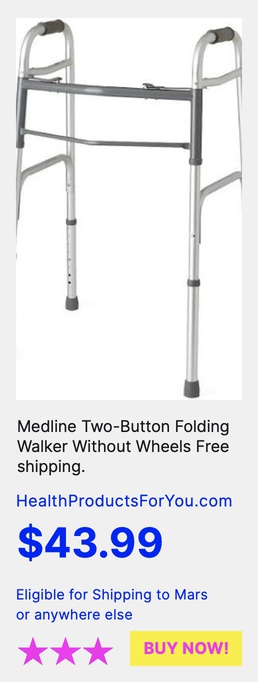 Medline Two-Button Folding
Walker Without Wheels Free
shipping.
HealthProductsForYou.com
$43.99
Eligible for Shipping to Mars
or anywhere else
BUY NOW!